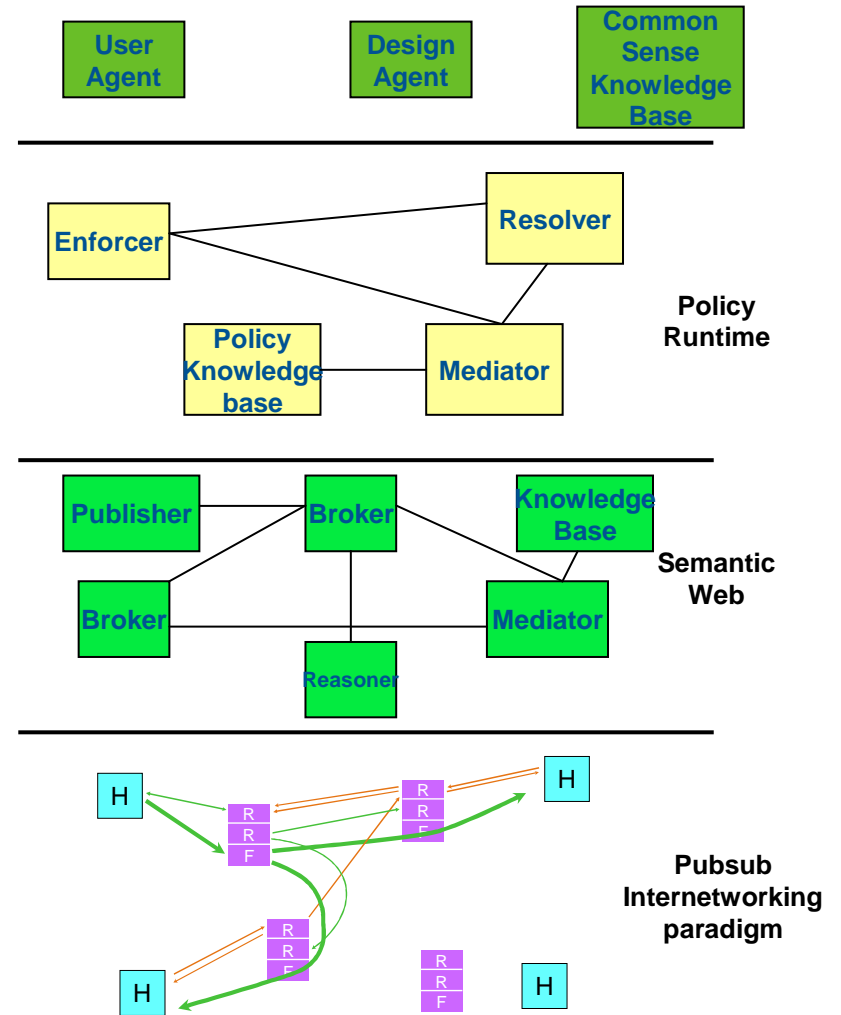 User
Agent
Design
Agent
Common
Sense
Knowledge
Base
Enforcer
Resolver
Policy
Runtime
Policy
Knowledge
base
Mediator
Publisher
Broker
Knowledge
Base
Semantic
Web
Broker
Mediator
Reasoner
H
H
R
R
F
R
R
F
Pubsub
Internetworking
paradigm
R
R
F
H
R
R
F
H